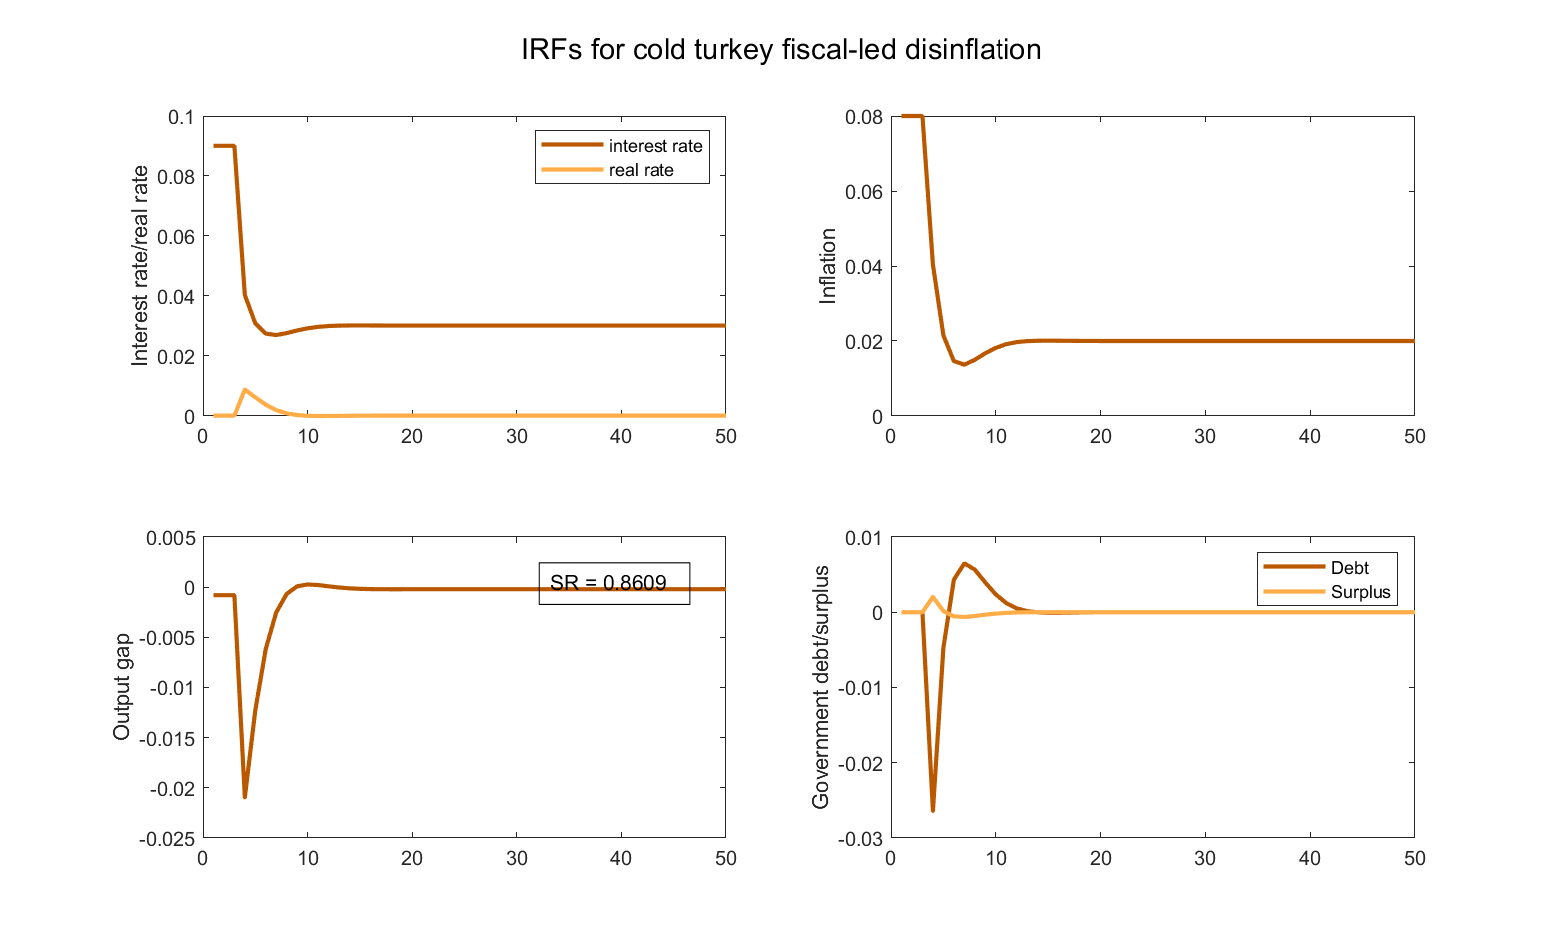 IRFs for cold turkey fiscal-led disinflation
Interest rate/real rate
0.1
0.08
0.06
0.04
0.02
0
0 10 20 30 40 50
interest rate
real rate
Inflation
0.08
0.06
0.04
0.02
0
0 10 20 30 40 50
Output gap
0.005
0
-0.005
-0.01
-0.015
-0.02
-0.025
0 10 20 30 40 50
SR = 0.8609
Government debt/surplus
0.01
0
-0.01
-0.02
-0.03
0 10 20 30 40 50
Debt
Surplus